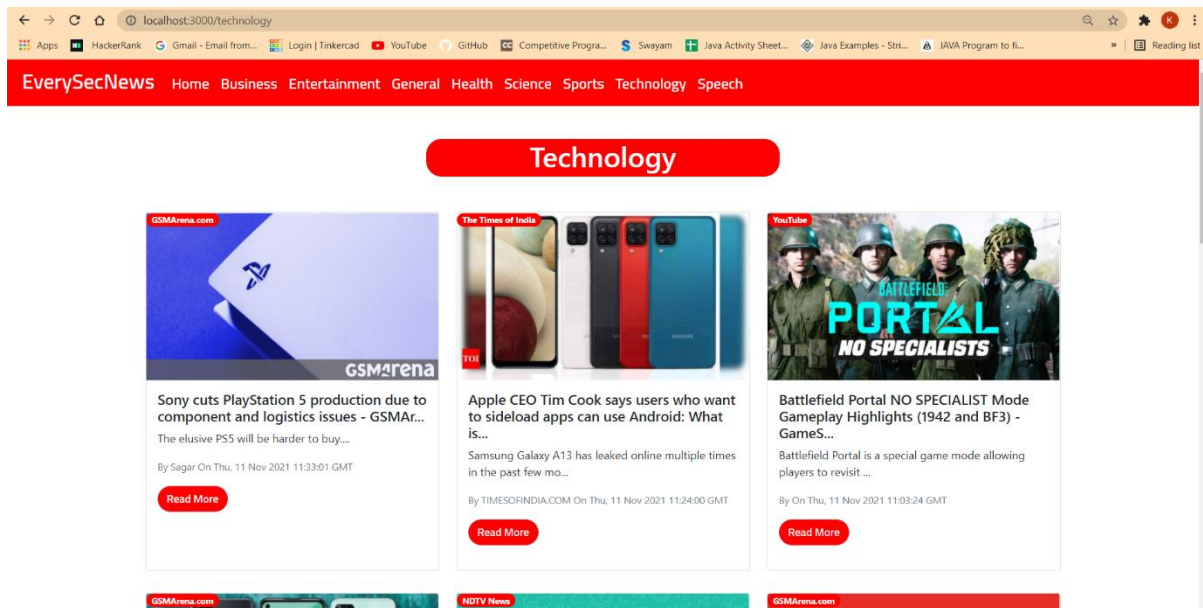 localhost:3000/technology
Apps HackerRank Gmail - Email from... Login | Tinkercad YouTube GitHub Competitive Progra... Swayam Java Activity Sheet... Java Examples - Stri... JAVA Program to fi... » Reading list
EverySecNews Home Business Entertainment General Health Science Sports Technology Speech
Technology
GSMArena.com
GSMArena
Sony cuts PlayStation 5 production due to
component and logistics issues - GSMAr...
The elusive PS5 will be harder to buy....
By Sagar On Thu, 11 Nov 2021 11:33:01 GMT
Read More
The Times of India
SAMSUNG
TOI
Apple CEO Tim Cook says users who want
to sideload apps can use Android: What
is...
Samsung Galaxy A13 has leaked online multiple times
in the past few mo...
By TIMESOFINDIA.COM On Thu, 11 Nov 2021 11:24:00 GMT
Read More
YouTube
BATTLEFIELD
PORTAL
NO SPECIALISTS
Battlefield Portal NO SPECIALIST Mode
Gameplay Highlights (1942 and BF3) -
GameS...
Battlefield Portal is a special game mode allowing
players to revisit ...
By On Thu, 11 Nov 2021 11:03:24 GMT
Read More
GSMArena.com
NDTV News
GSMArena.com